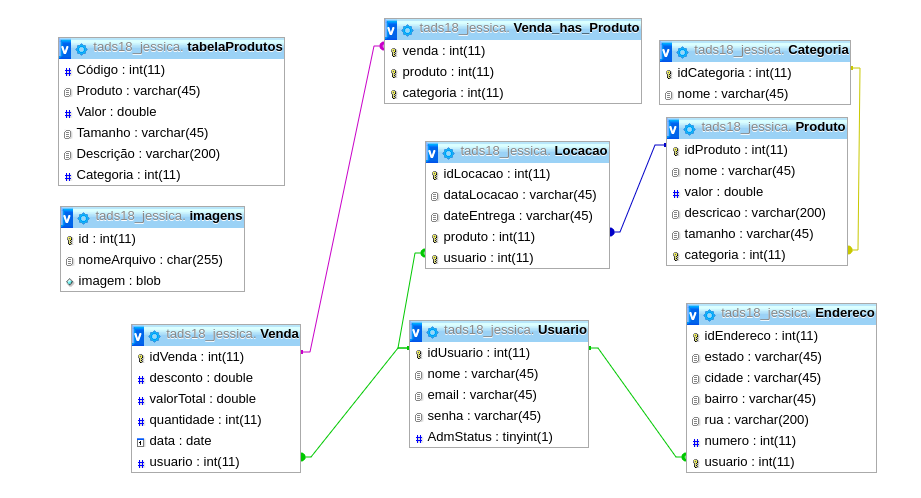 tads18_jessica. tabelaProdutos
Código : int(11)
Produto : varchar(45)
Valor : double
Tamanho : varchar(45)
Descrição : varchar(200)
Categoria : int(11)
tads18_jessica. Venda_has_Produto
venda : int(11)
produto : int(11)
categoria : int(11)
tads18_jessica. Categoria
idCategoria : int(11)
nome : varchar(45)
tads18_jessica. Produto
idProduto : int(11)
nome : varchar(45)
valor : double
descricao : varchar(200)
tamanho : varchar(45)
categoria : int(11)
tads18_jessica. Locacao
idLocacao : int(11)
dataLocacao : varchar(45)
dateEntrega : varchar(45)
produto : int(11)
usuario : int(11)
tads18_jessica. imagens
id : int(11)
nomeArquivo : char(255)
imagem : blob
tads18_jessica. Venda
idVenda : int(11)
desconto : double
valorTotal : double
quantidade : int(11)
data : date
usuario : int(11)
tads18_jessica. Usuario
idUsuario : int(11)
nome : varchar(45)
email : varchar(45)
senha : varchar(45)
AdmStatus : tinyint(1)
tads18_jessica. Endereco
idEndereco : int(11)
estado : varchar(45)
cidade : varchar(45)
bairro : varchar(45)
rua : varchar(200)
numero : int(11)
usuario : int(11)